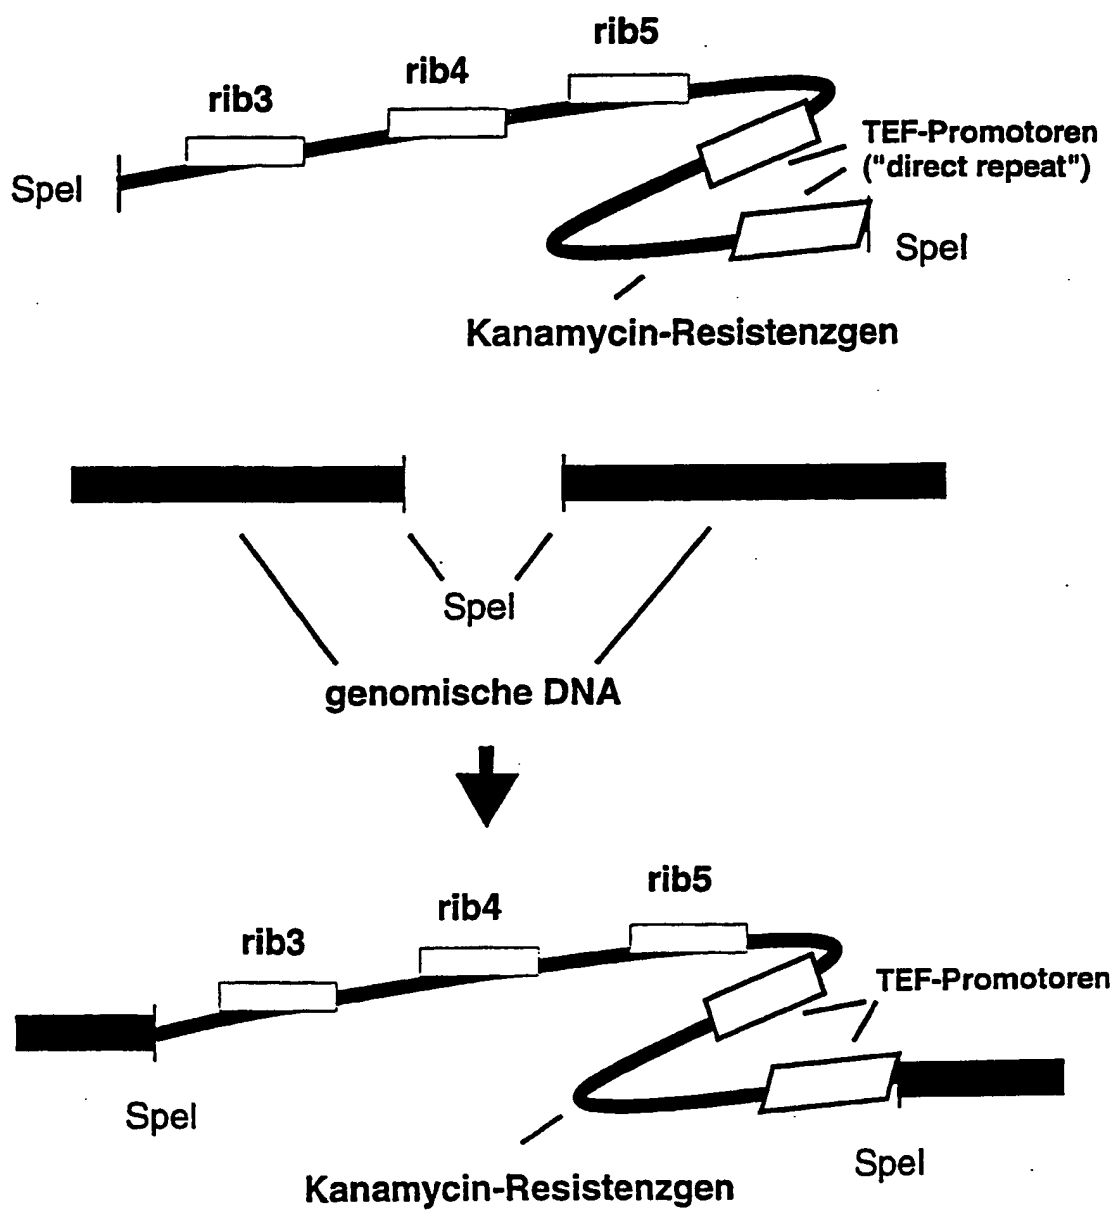 rib5
rib4
rib3
TEF-Promotoren
("direct repeat")
SpeI
SpeI
Kanamycin-Resistenzgen
SpeI
genomische DNA
rib5
rib4
rib3
TEF-Promotoren
SpeI
SpeI
Kanamycin-Resistenzgen